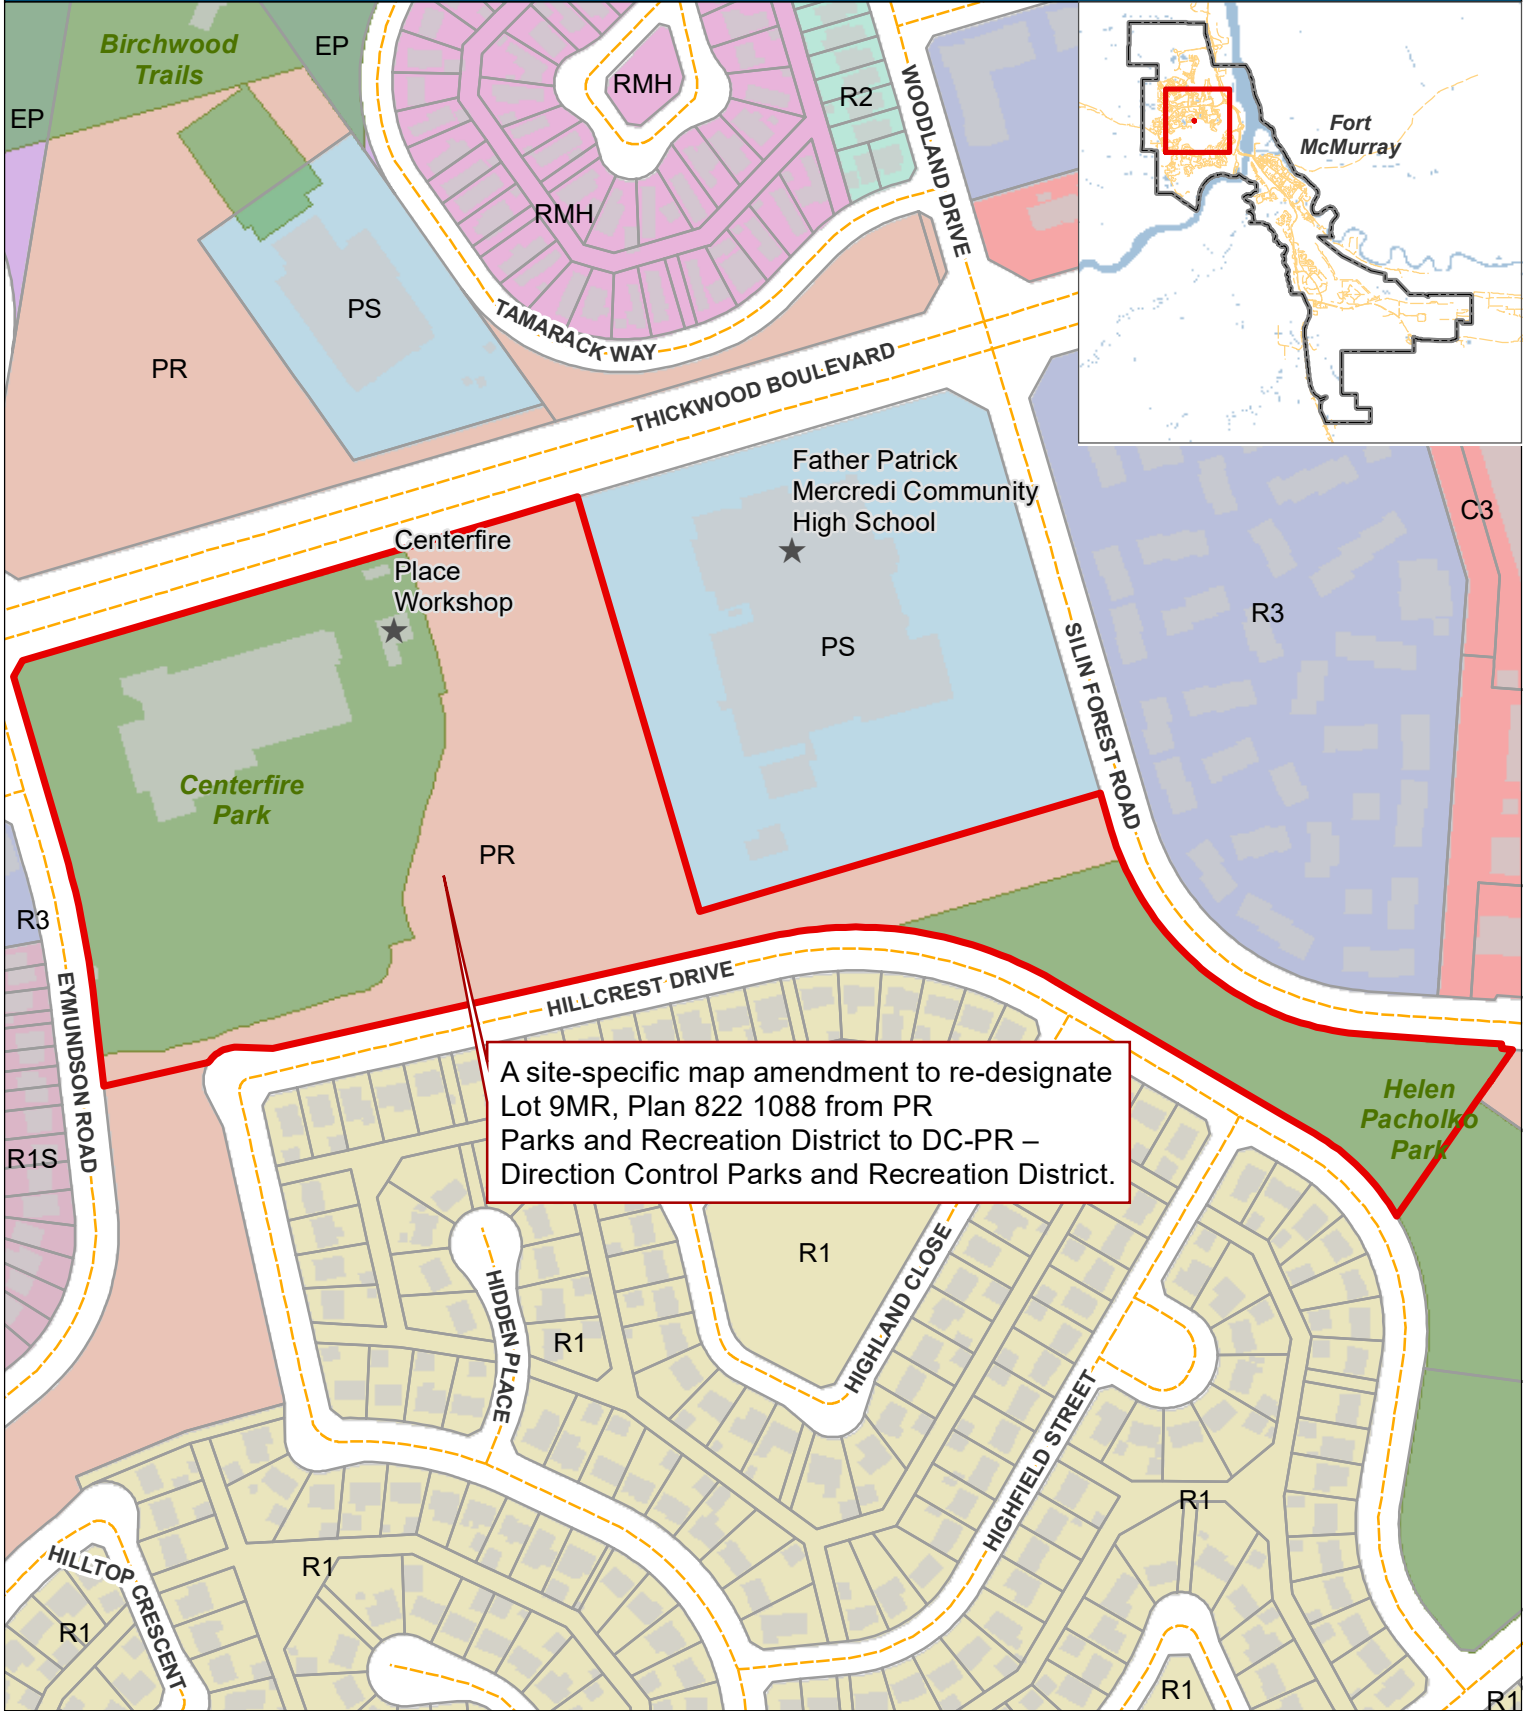 Birchwood
Trails
EP
EP
RMH
R2
WOODLAND DRIVE
Fort
McMurray
RMH
PS
TAMARACK WAY
PR
THICKWOOD BOULEVARD
Father Patrick
Mercredi Community
High School
C3
Centerfire
Place
Workshop
R3
PS
SILIN FOREST ROAD
Centerfire
Park
PR
R3
EYMUNDSON ROAD
HILLCREST DRIVE
A site-specific map amendment to re-designate
Lot 9MR, Plan 822 1088 from PR
Parks and Recreation District to DC-PR –
Direction Control Parks and Recreation District.
Helen
Pacholko
Park
R1S
R1
HIGHLAND CLOSE
HIDDEN PLACE
R1
HIGHFIELD STREET
R1
HILLTOP CRESCENT
R1
R1
R1
R1